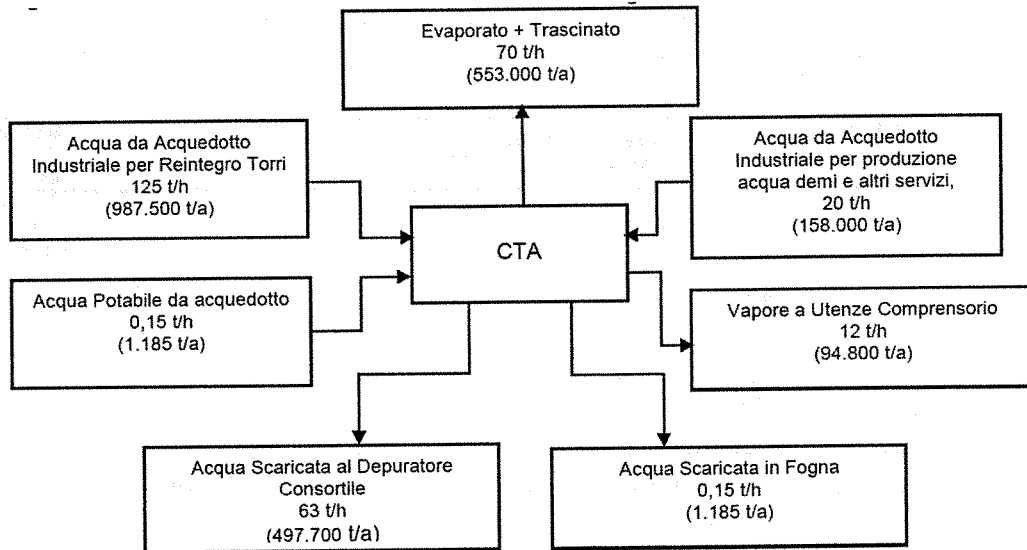 Evaporato + Trascinato
70 t/h
(553.000 t/a)
Acqua da Acquedotto
Industriale per Reintegro Torri
125 t/h
(987.500 t/a)
Acqua da Acquedotto
Industriale per produzione
acqua demi e altri servizi,
20 t/h
(158.000 t/a)
CTA
Acqua Potabile da acquedotto
0,15 t/h
(1.185 t/a)
Vapore a Utenze Comprensorio
12 t/h
(94.800 t/a)
Acqua Scaricata al Depuratore
Consortile
63 t/h
(497.700 t/a)
Acqua Scaricata in Fogna
0,15 t/h
(1.185 t/a)